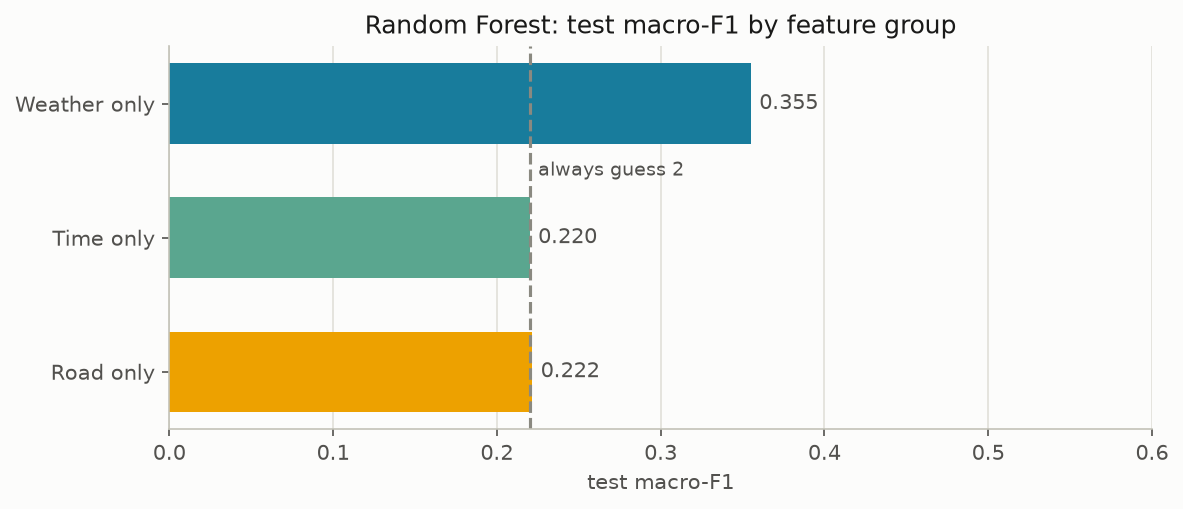 Random Forest: test macro-F1 by feature group
Weather only
0.355
always guess 2
Time only
0.220
Road only
0.222
0.0 0.1 0.2 0.3 0.4 0.5 0.6
test macro-F1